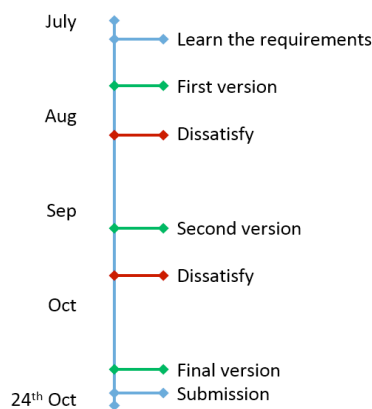 July
Learn the requirements
First version
Aug
Dissatisfy
Sep
Second version
Dissatisfy
Oct
Final version
Submission
24th Oct